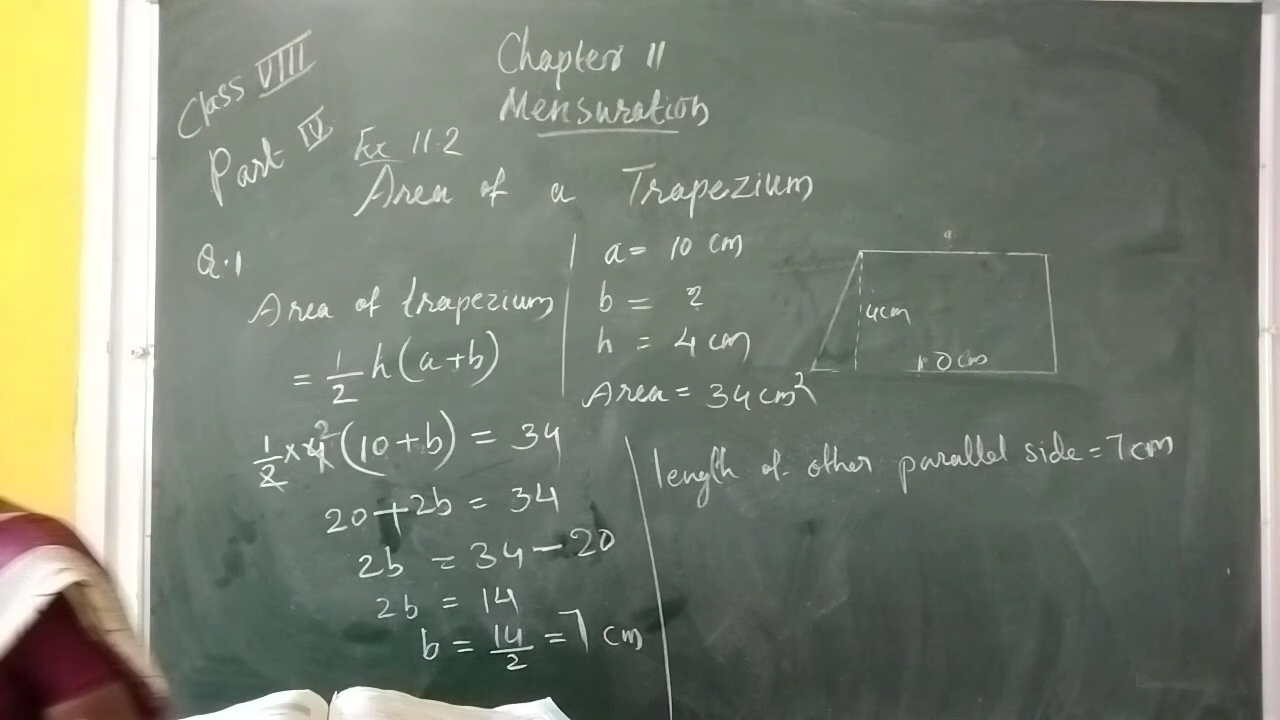 Class VIII
Part IV
Chapter 11
Mensuration
Ex 11.2
Area of a Trapezium
Q.1
Area of trapezium
= 1/2 h(a+b)
1/2 × 4 2 (10+b) = 34
20+2b = 34
2b = 34-20
2b = 14
b = 14/2 = 7 cm
a = 10 cm
b = ?
h = 4 cm
Area = 34 cm²
4cm
10cm
length of other parallel side = 7cm